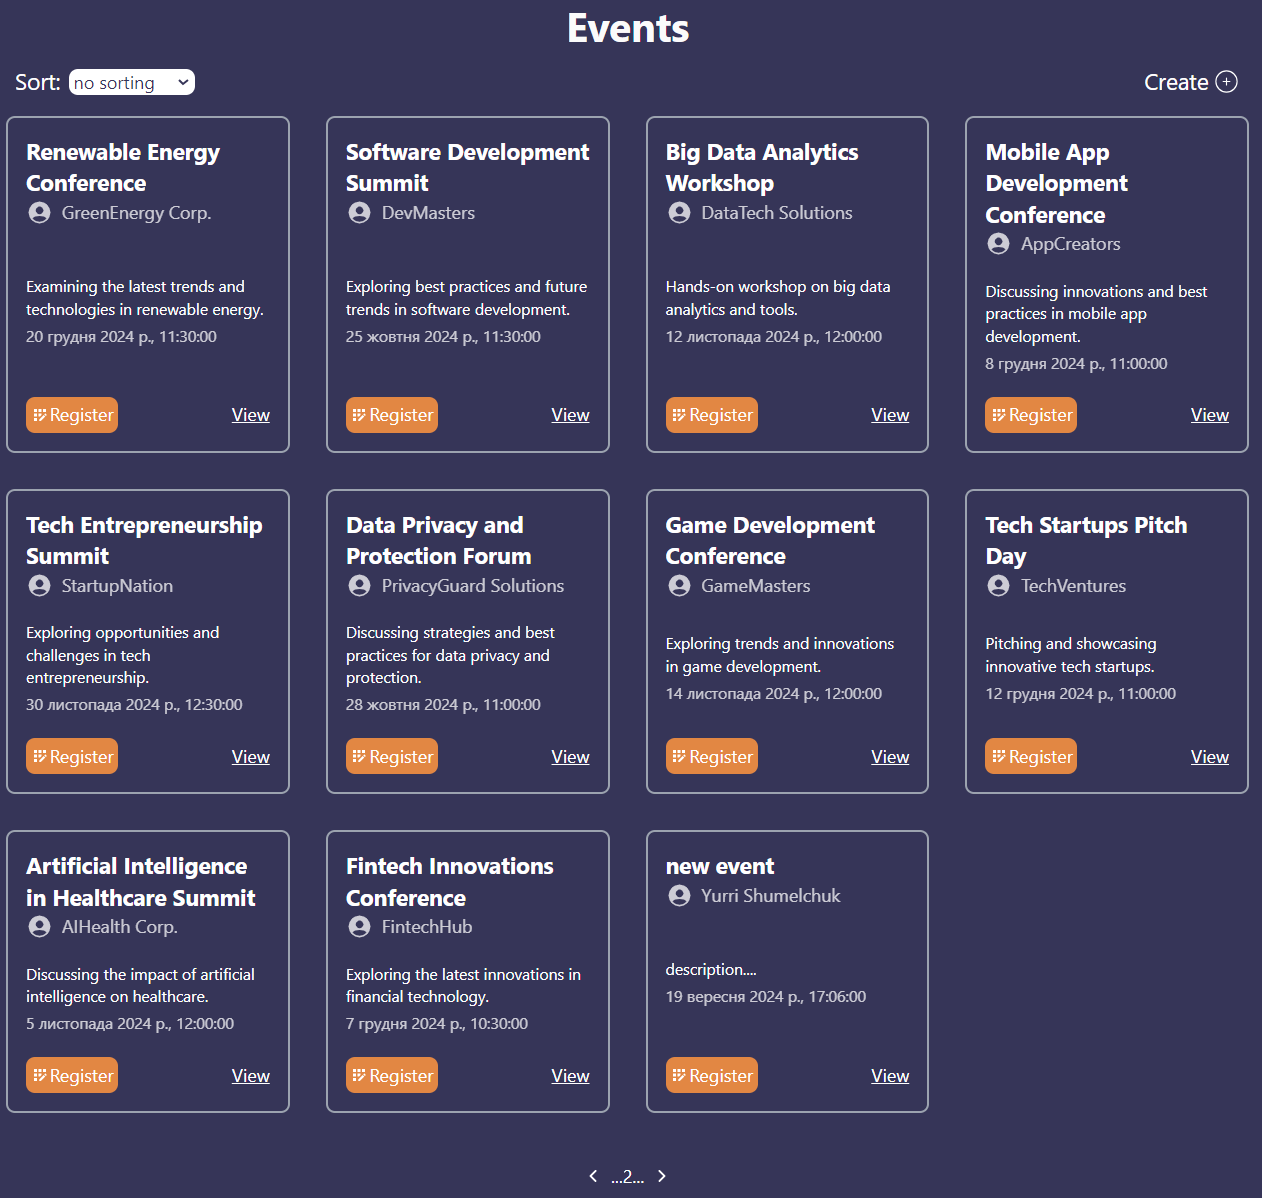 Events
Sort: no sorting
Create
Renewable Energy
Conference
GreenEnergy Corp.
Examining the latest trends and
technologies in renewable energy.
20 грудня 2024 р., 11:30:00
Register
View
Software Development
Summit
DevMasters
Exploring best practices and future
trends in software development.
25 жовтня 2024 р., 11:30:00
Register
View
Big Data Analytics
Workshop
DataTech Solutions
Hands-on workshop on big data
analytics and tools.
12 листопада 2024 р., 12:00:00
Register
View
Mobile App
Development
Conference
AppCreators
Discussing innovations and best
practices in mobile app
development.
8 грудня 2024 р., 11:00:00
Register
View
Tech Entrepreneurship
Summit
StartupNation
Exploring opportunities and
challenges in tech
entrepreneurship.
30 листопада 2024 р., 12:30:00
Register
View
Data Privacy and
Protection Forum
PrivacyGuard Solutions
Discussing strategies and best
practices for data privacy and
protection.
28 жовтня 2024 р., 11:00:00
Register
View
Game Development
Conference
GameMasters
Exploring trends and innovations
in game development.
14 листопада 2024 р., 12:00:00
Register
View
Tech Startups Pitch
Day
TechVentures
Pitching and showcasing
innovative tech startups.
12 грудня 2024 р., 11:00:00
Register
View
Artificial Intelligence
in Healthcare Summit
AIHealth Corp.
Discussing the impact of artificial
intelligence on healthcare.
5 листопада 2024 р., 12:00:00
Register
View
Fintech Innovations
Conference
FintechHub
Exploring the latest innovations in
financial technology.
7 грудня 2024 р., 10:30:00
Register
View
new event
Yurri Shumelchuk
description....
19 вересня 2024 р., 17:06:00
Register
View
...2...